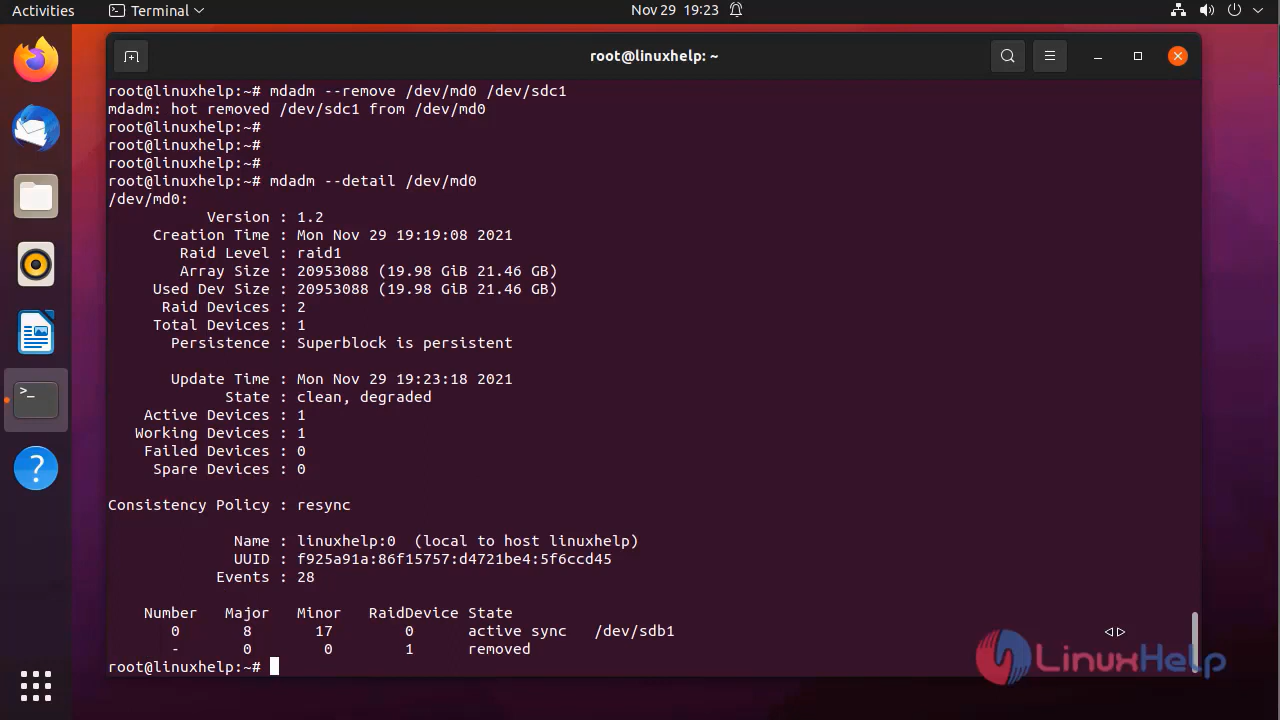 Activities Terminal Nov 29 19:23
root@linuxhelp: ~
root@linuxhelp:~# mdadm --remove /dev/md0 /dev/sdc1
mdadm: hot removed /dev/sdc1 from /dev/md0
root@linuxhelp:~#
root@linuxhelp:~#
root@linuxhelp:~#
root@linuxhelp:~# mdadm --detail /dev/md0
/dev/md0:
Version : 1.2
Creation Time : Mon Nov 29 19:19:08 2021
Raid Level : raid1
Array Size : 20953088 (19.98 GiB 21.46 GB)
Used Dev Size : 20953088 (19.98 GiB 21.46 GB)
Raid Devices : 2
Total Devices : 1
Persistence : Superblock is persistent
Update Time : Mon Nov 29 19:23:18 2021
State : clean, degraded
Active Devices : 1
Working Devices : 1
Failed Devices : 0
Spare Devices : 0
Consistency Policy : resync
Name : linuxhelp:0  (local to host linuxhelp)
UUID : f925a91a:86f15757:d4721be4:5f6ccd45
Events : 28
Number Major Minor RaidDevice State
0 8 17 0 active sync /dev/sdb1
- 0 0 1 removed
root@linuxhelp:~#
LinuxHelp